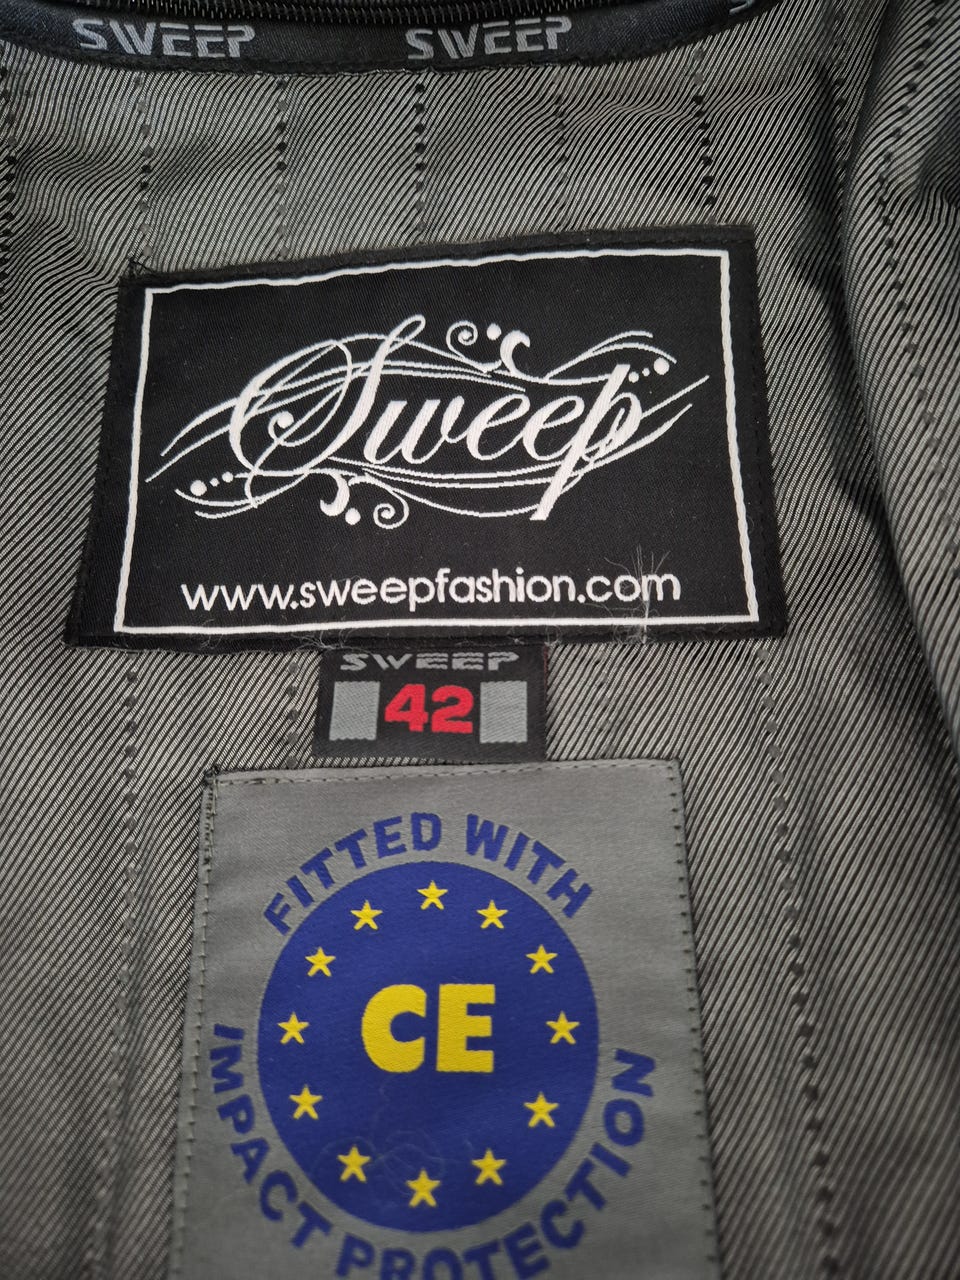 SWEEP SWEEP
Sweep
www.sweepfashion.com
SWEEP
42
FITTED WITH
CE
IMPACT PROTECTION